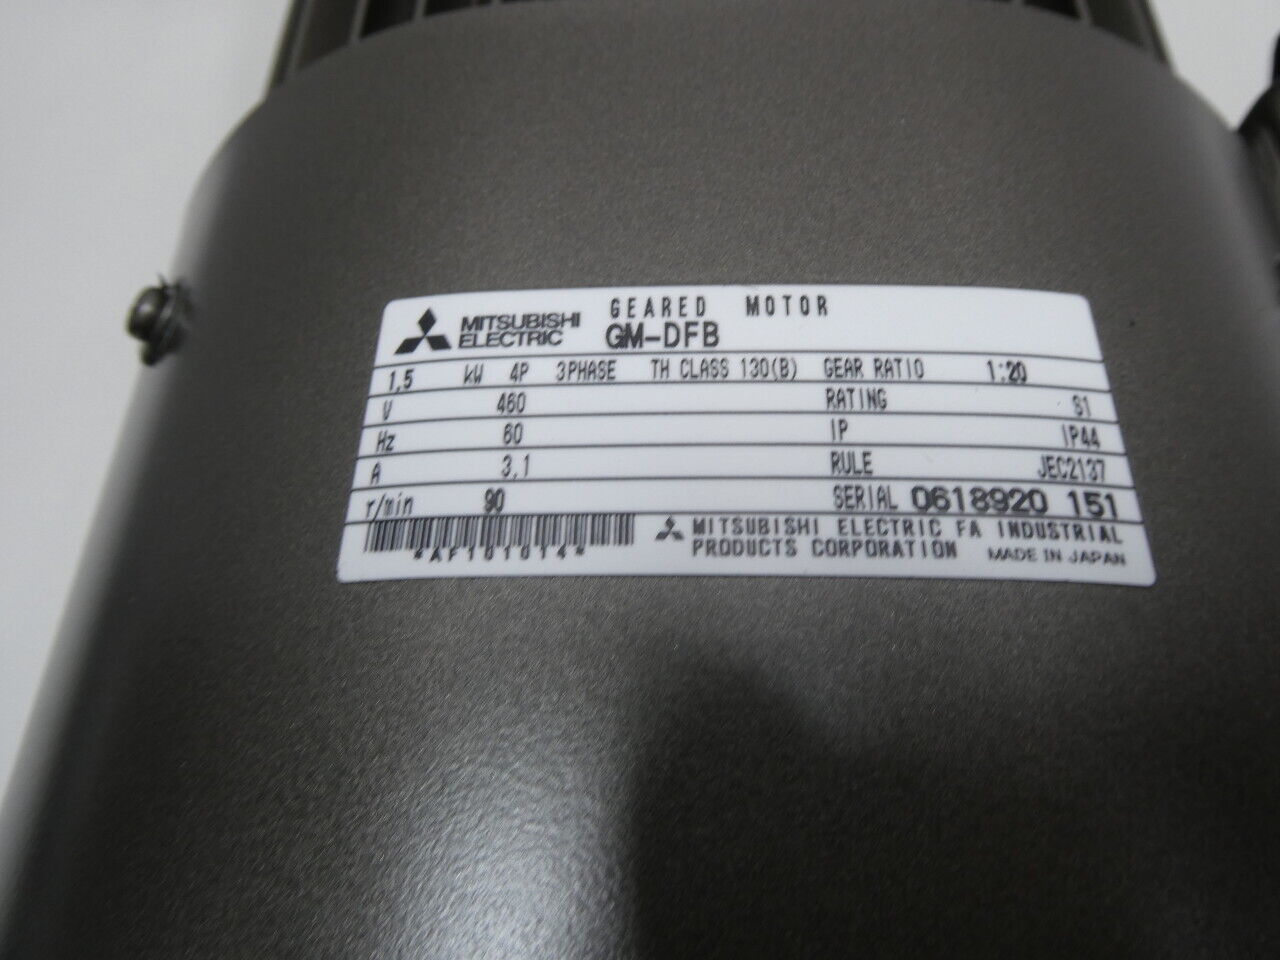 GEARED MOTOR
MITSUBISHI ELECTRIC GM-DFB
1.5 kW 4P 3PHASE TH CLASS 130(B) GEAR RATIO 1:20
V 460 RATING S1
Hz 60 IP IP44
A 3.1 RULE JEC2137
r/min 90 SERIAL 0618920 151
*AF101014*
MITSUBISHI ELECTRIC FA INDUSTRIAL
PRODUCTS CORPORATION MADE IN JAPAN